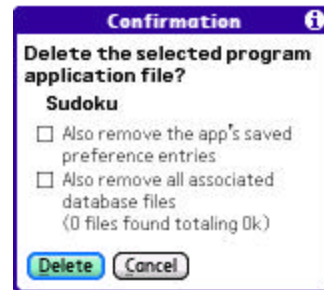 Confirmation
Delete the selected program
application file?
Sudoku
Also remove the app's saved
preference entries
Also remove all associated
database files
(0 files found totaling 0k)
Delete Cancel